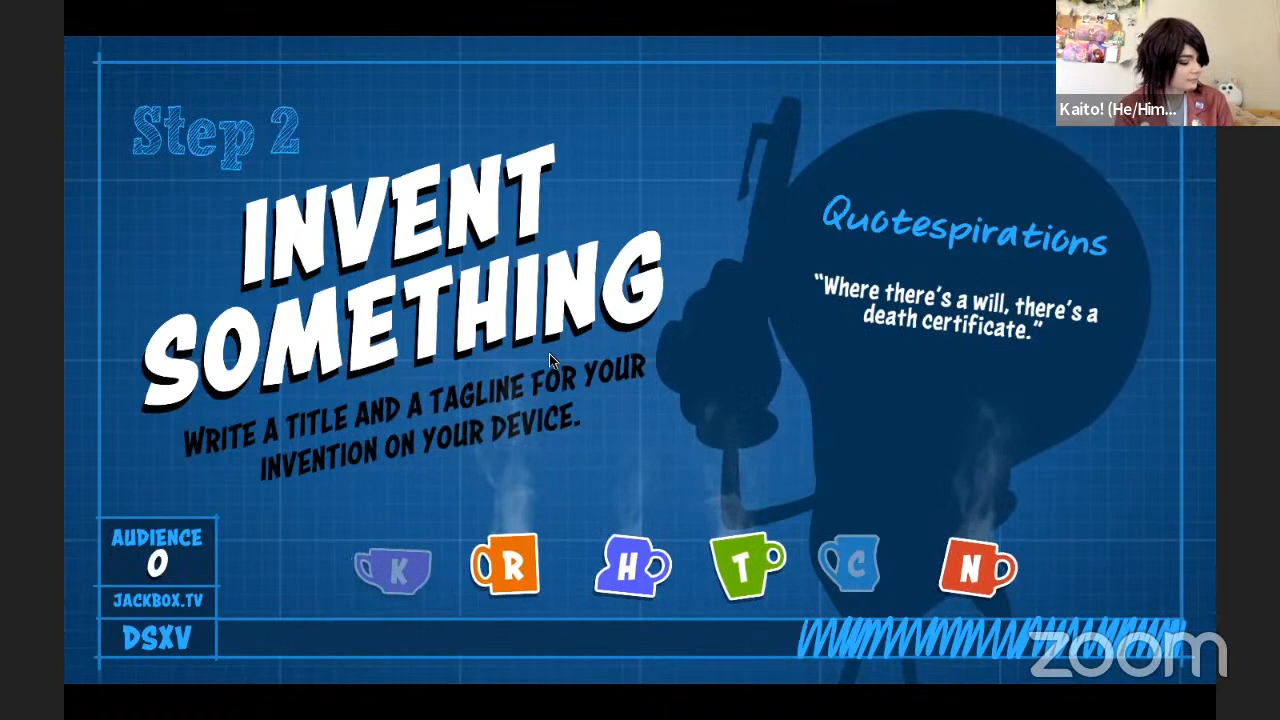 Kaito! (He/Him...
Step 2
INVENT
SOMETHING
WRITE A TITLE AND A TAGLINE FOR YOUR
INVENTION ON YOUR DEVICE.
Quotespirations
“Where there's a will, there's a
death certificate.”
K R H T C N
AUDIENCE
0
JACKBOX.TV
DSXV
zoom